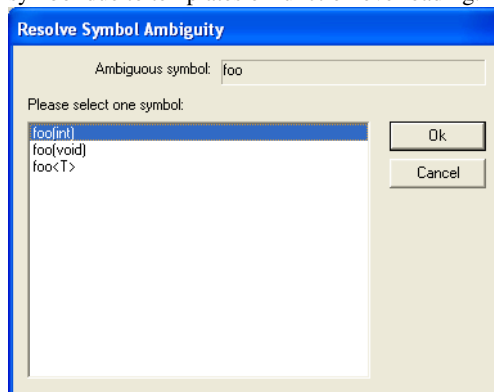 Resolve Symbol Ambiguity
Ambiguous symbol: foo
Please select one symbol:
foo(int)
foo(void)
foo<T>
Ok
Cancel